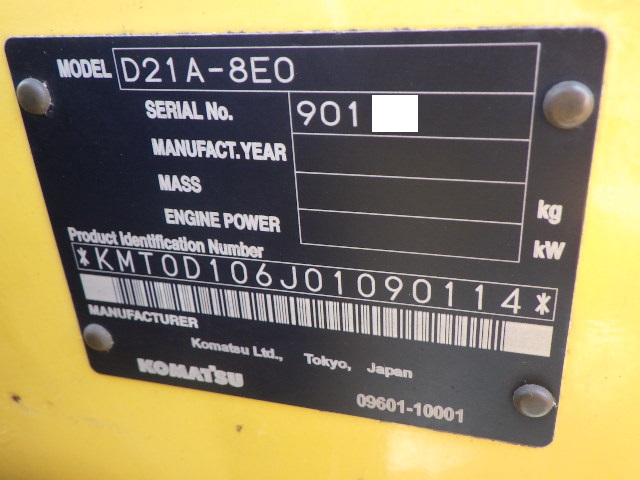 MODEL D21A-8E0
SERIAL No. 901
MANUFACT.YEAR
MASS kg
ENGINE POWER kW
Product Identification Number
*KMT0D106J01090114*
MANUFACTURER
Komatsu Ltd., Tokyo, Japan
KOMATSU
09601-10001